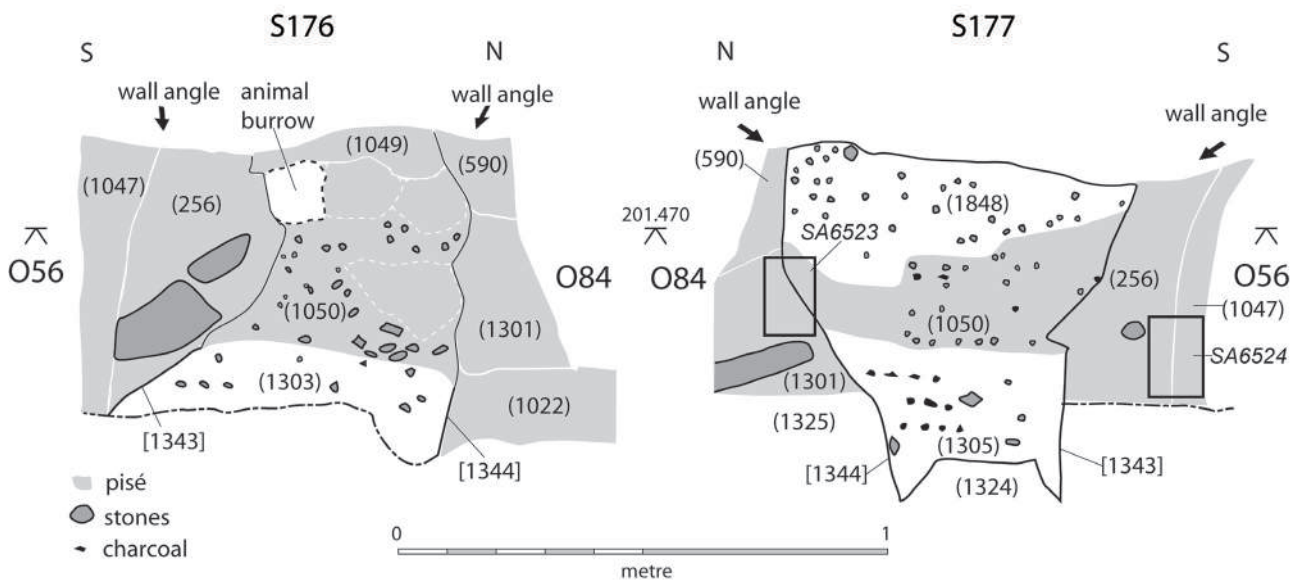 S176
S177
S
N
N
S
wall angle
animal
burrow
wall angle
wall angle
wall angle
(1047)
(256)
(1049)
(590)
(590)
(1848)
201.470
SA6523
O56
O84
O84
O56
(256)
(1047)
(1050)
(1301)
(1050)
SA6524
(1303)
(1301)
(1022)
(1325)
(1305)
[1343]
[1344]
[1344]
[1343]
(1324)
pisé
stones
charcoal
0
1
metre